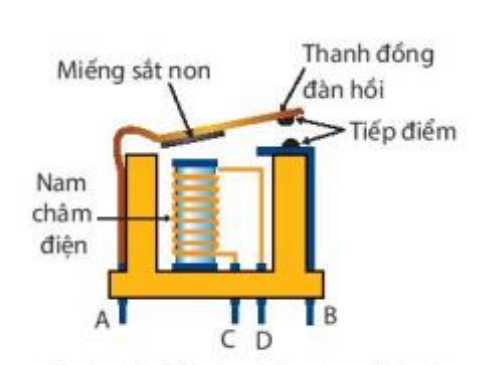 Thanh đồng
đàn hồi
Miếng sắt non
Tiếp điểm
Nam
châm
điện
A
B
C D